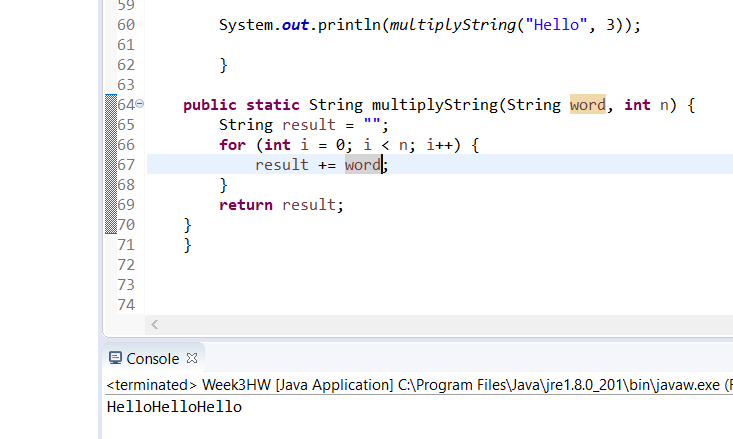 59
60 System.out.println(multiplyString("Hello", 3));
61
62 }
63
64 public static String multiplyString(String word, int n) {
65 String result = "";
66 for (int i = 0; i < n; i++) {
67 result += word;
68 }
69 return result;
70 }
71 }
72
73
74
Console
<terminated> Week3HW [Java Application] C:\Program Files\Java\jre1.8.0_201\bin\javaw.exe (
HelloHelloHello